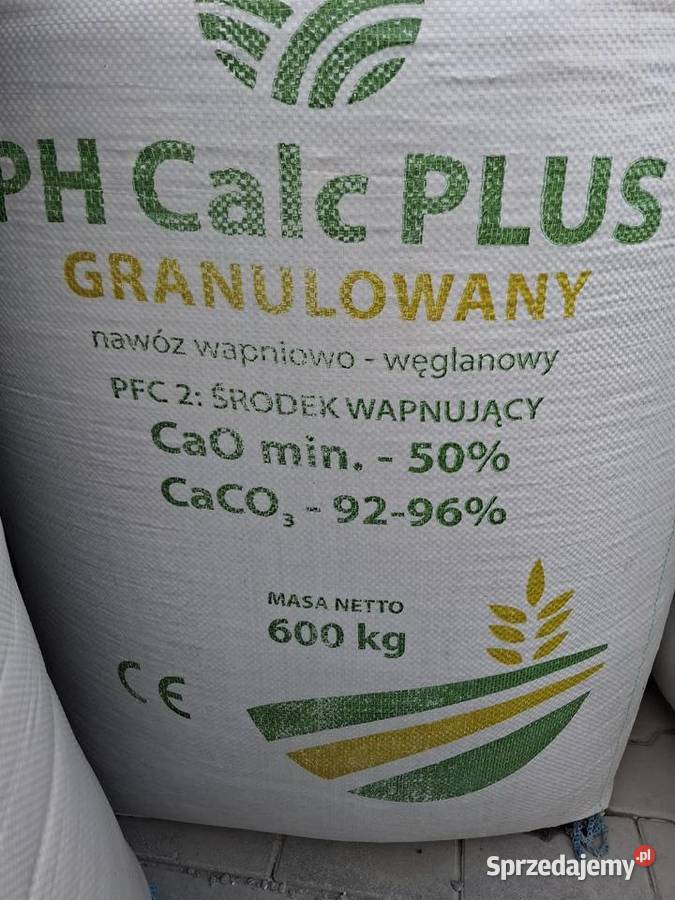 PH Calc PLUS
GRANULOWANY
nawóz wapniowo - węglanowy
PFC 2: ŚRODEK WAPNUJĄCY
CaO min. - 50%
CaCO₃ - 92-96%
MASA NETTO
600 kg
CE
Sprzedajemy.pl